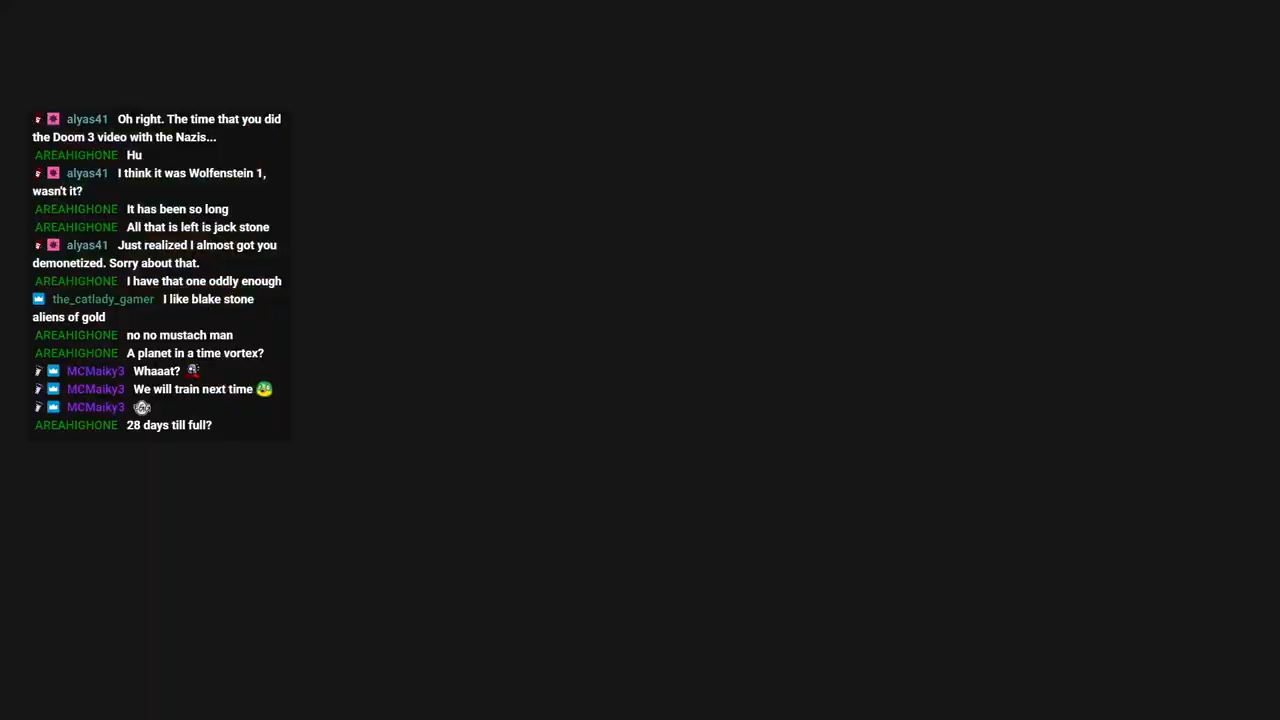 alyas41 Oh right. The time that you did
the Doom 3 video with the Nazis...
AREAHIGHONE Hu
alyas41 I think it was Wolfenstein 1,
wasn't it?
AREAHIGHONE It has been so long
AREAHIGHONE All that is left is jack stone
alyas41 Just realized I almost got you
demonetized. Sorry about that.
AREAHIGHONE I have that one oddly enough
the_catlady_gamer I like blake stone
aliens of gold
AREAHIGHONE no no mustach man
AREAHIGHONE A planet in a time vortex?
MCMaiky3 Whaaat?
MCMaiky3 We will train next time
MCMaiky3
AREAHIGHONE 28 days till full?